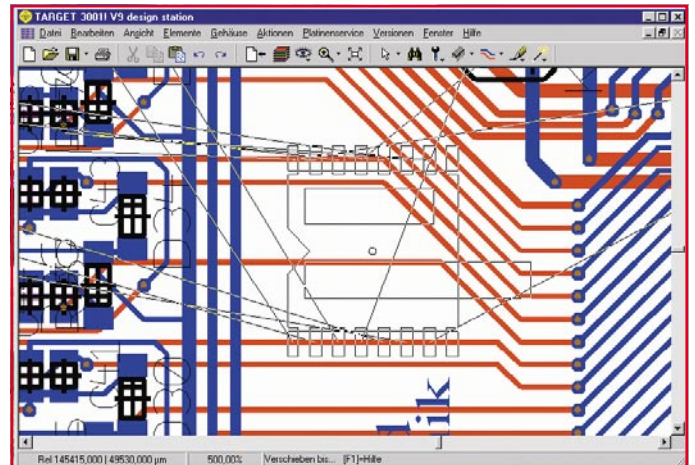 TARGET 3001! V9 design station
Datei Bearbeiten Ansicht Elemente Gehäuse Aktionen Platinenservice Versionen Fenster Hilfe
ik
Rel 145415,000 | 49530,000 µm 500,00% Verschieben bis... [F1]=Hilfe